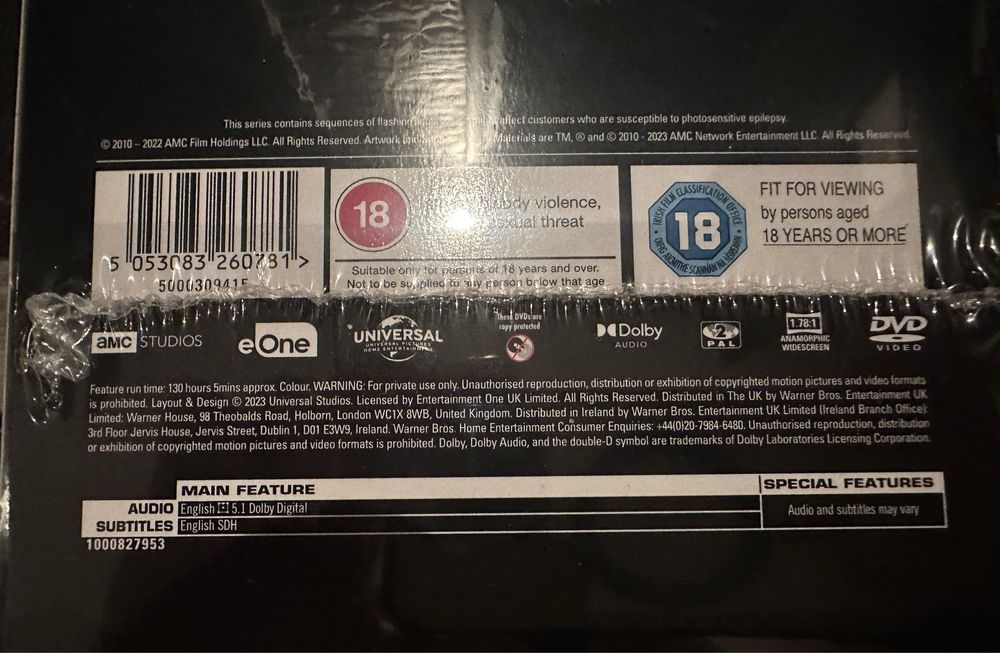 This series contains sequences of flashing affect customers who are susceptible to photosensitive epilepsy.
© 2010 – 2022 AMC Film Holdings LLC. All Rights Reserved. Artwork and Materials are TM, ® and © 2010 - 2023 AMC Network Entertainment LLC. All Rights Reserved.
5 053083 260781 >
5000309415
18
violence,
threat
Suitable only for persons of 18 years and over.
Not to be supplied to any person below that age
IRISH FILM CLASSIFICATION OFFICE
18
FIT FOR VIEWING
by persons aged
18 YEARS OR MORE
amc STUDIOS
eOne
UNIVERSAL
UNIVERSAL PICTURES
HOME ENTERTAINMENT
These DVDs are
copy protected
Dolby
AUDIO
2
PAL
1.78:1
ANAMORPHIC
WIDESCREEN
DVD
VIDEO
Feature run time: 130 hours 5mins approx. Colour. WARNING: For private use only. Unauthorised reproduction, distribution or exhibition of copyrighted motion pictures and video formats
is prohibited. Layout & Design © 2023 Universal Studios. Licensed by Entertainment One UK Limited. All Rights Reserved. Distributed in The UK by Warner Bros. Entertainment UK
Limited: Warner House, 98 Theobalds Road, Holborn, London WC1X 8WB, United Kingdom. Distributed in Ireland by Warner Bros. Entertainment UK Limited (Ireland Branch Office):
3rd Floor Jervis House, Jervis Street, Dublin 1, D01 E3W9, Ireland. Warner Bros. Home Entertainment Consumer Enquiries: +44(0)20-7984-6480. Unauthorised reproduction, distribution
or exhibition of copyrighted motion pictures and video formats is prohibited. Dolby, Dolby Audio, and the double-D symbol are trademarks of Dolby Laboratories Licensing Corporation.
MAIN FEATURE
SPECIAL FEATURES
AUDIO English 5.1 Dolby Digital
Audio and subtitles may vary
SUBTITLES English SDH
1000827953